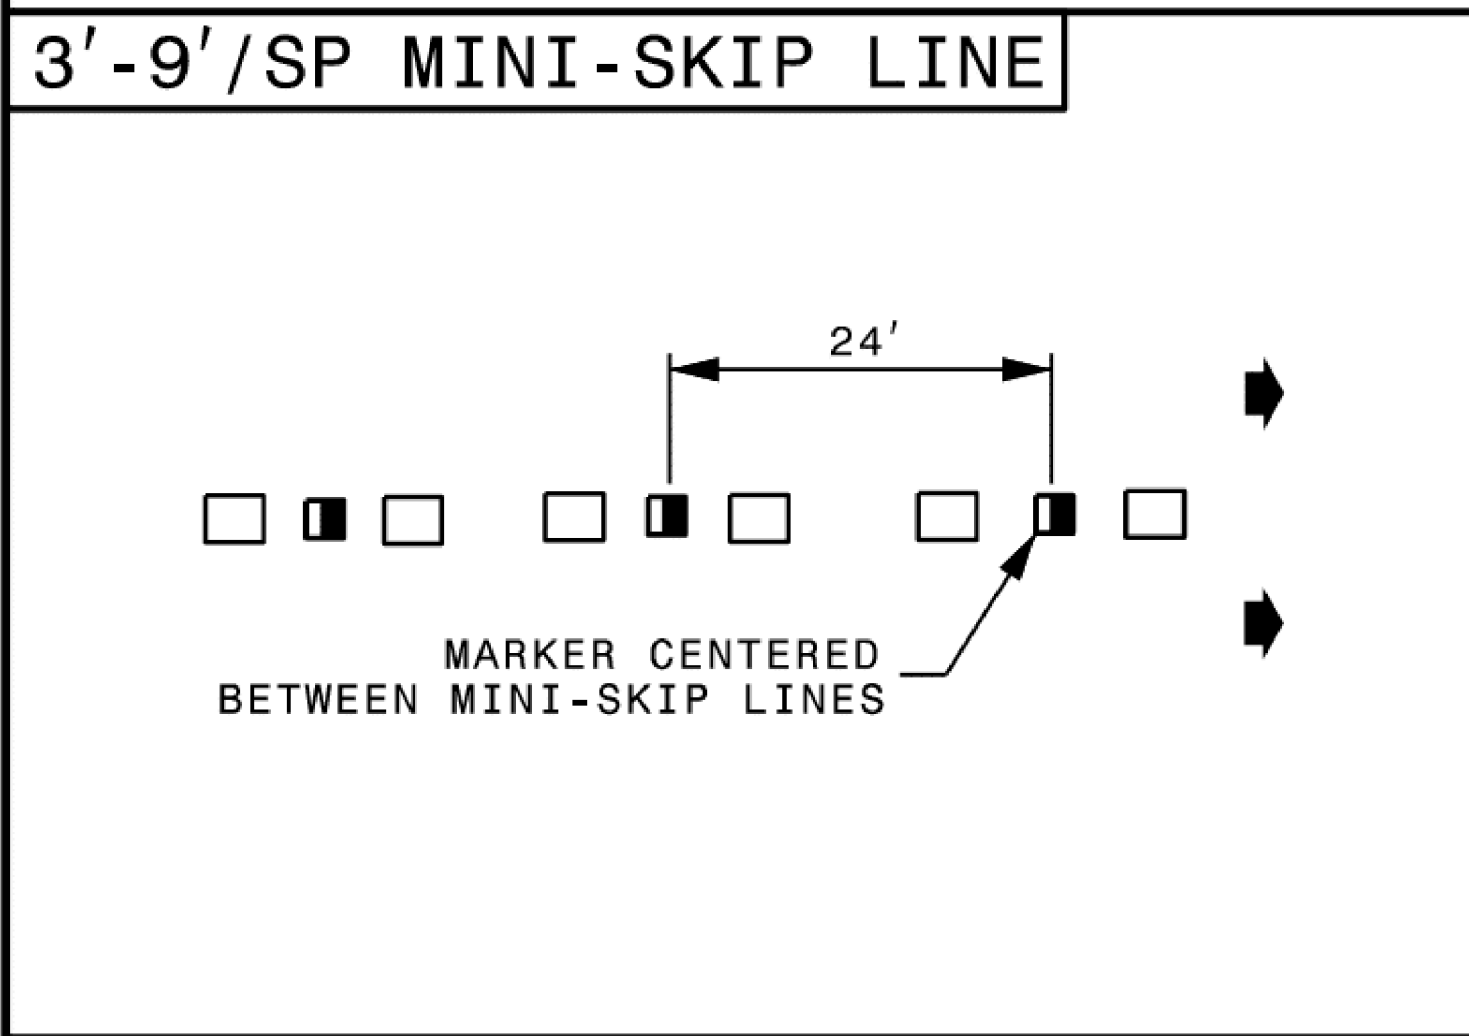 3'-9'/SP MINI-SKIP LINE
24'
MARKER CENTERED
BETWEEN MINI-SKIP LINES